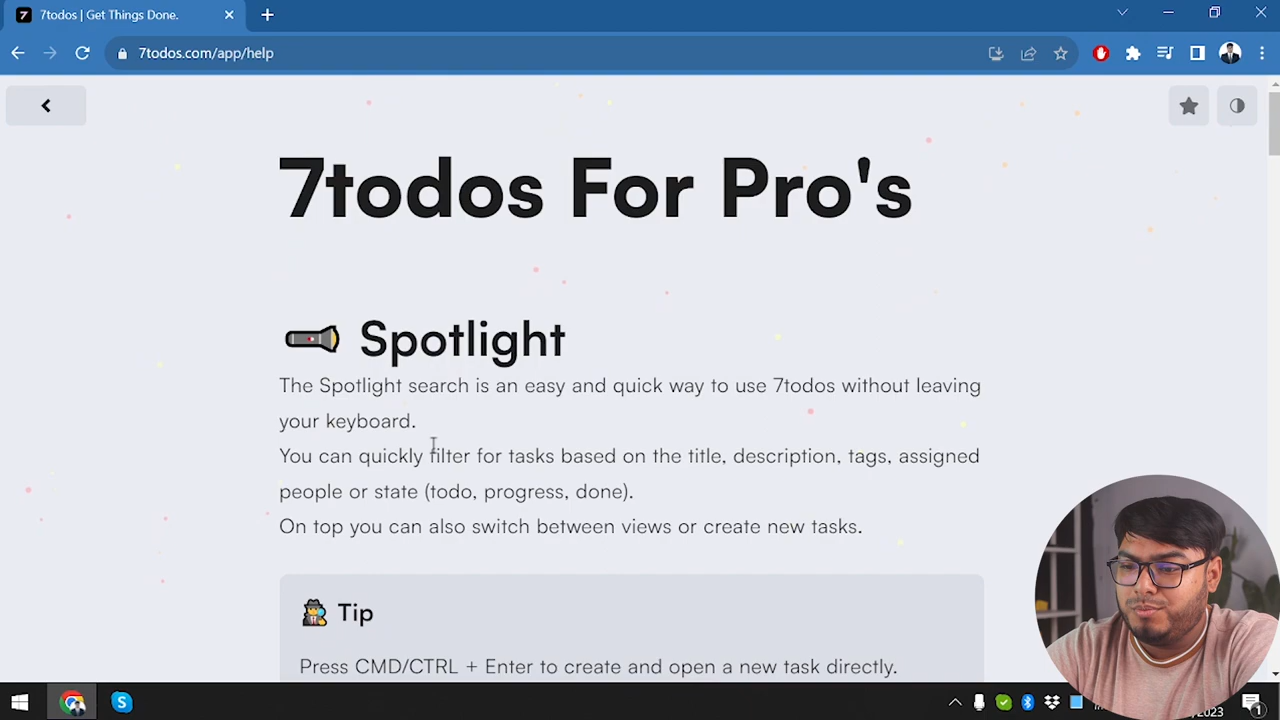 7 7todos | Get Things Done.
7todos.com/app/help
7todos For Pro's
Spotlight
The Spotlight search is an easy and quick way to use 7todos without leaving
your keyboard.
You can quickly filter for tasks based on the title, description, tags, assigned
people or state (todo, progress, done).
On top you can also switch between views or create new tasks.
Tip
Press CMD/CTRL + Enter to create and open a new task directly.
2023
1